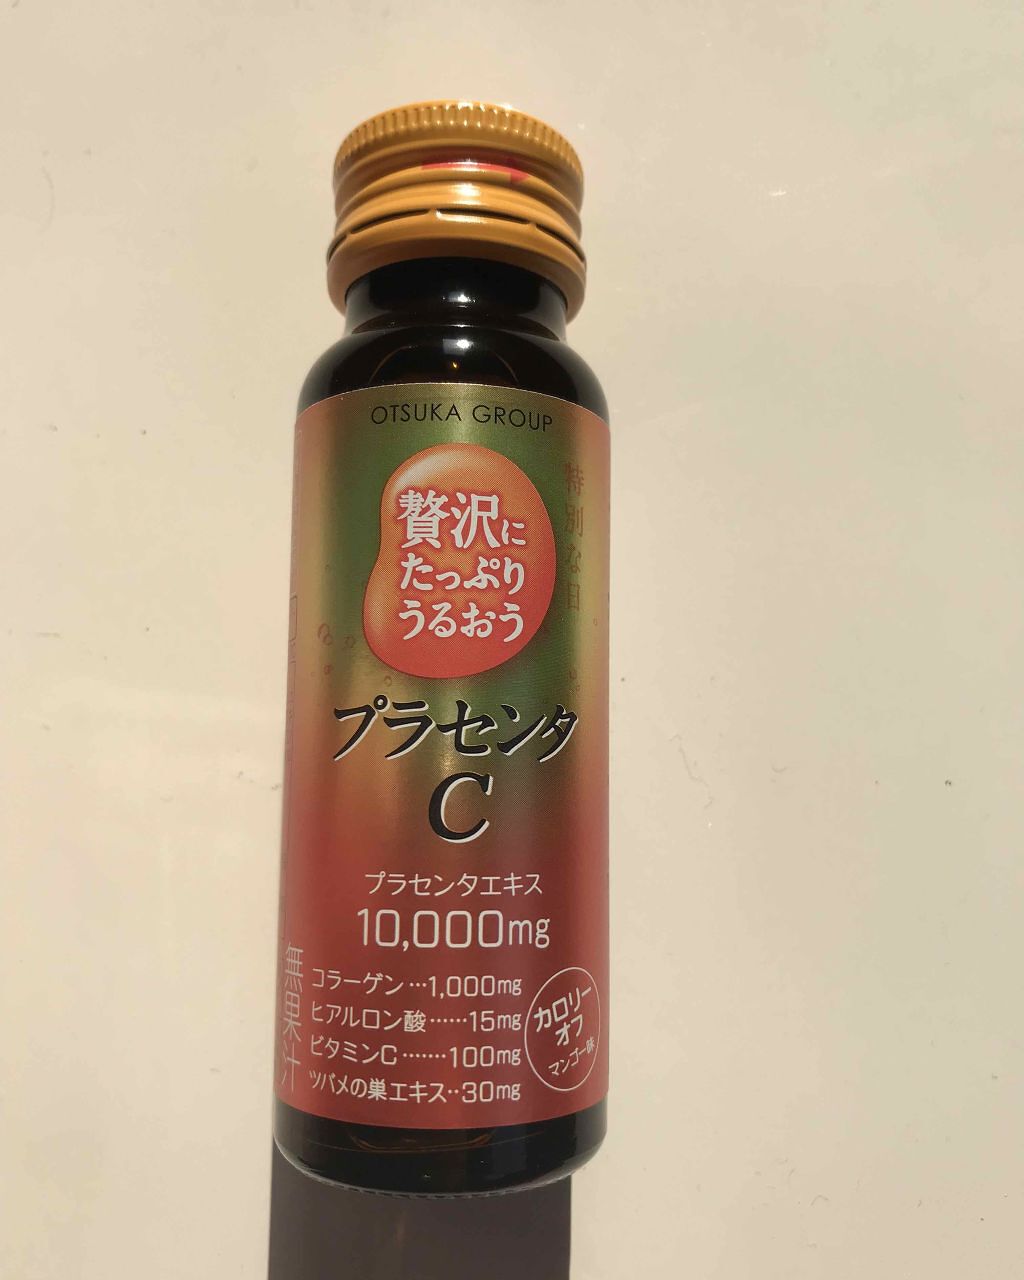 OTSUKA GROUP
贅沢に
たっぷり
うるおう
特別な日
プラセンタ
C
プラセンタエキス
10,000mg
コラーゲン…1,000mg
ヒアルロン酸……15mg
ビタミンC…….100mg
ツバメの巣エキス‥30mg
無果汁
カロリー
オフ
マンゴー味